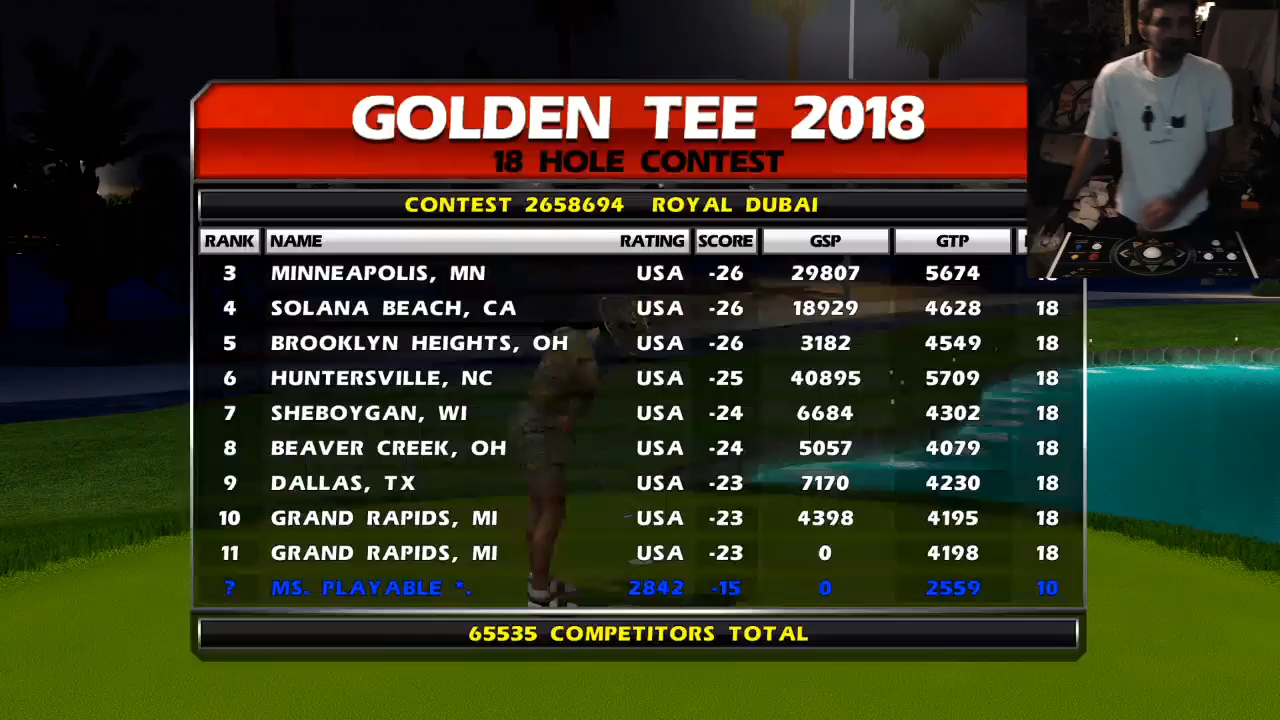 GOLDEN TEE 2018
18 HOLE CONTEST
CONTEST 2658694 ROYAL DUBAI
RANK NAME RATING SCORE GSP GTP
3 MINNEAPOLIS, MN USA -26 29807 5674
4 SOLANA BEACH, CA USA -26 18929 4628 18
5 BROOKLYN HEIGHTS, OH USA -26 3182 4549 18
6 HUNTERSVILLE, NC USA -25 40895 5709 18
7 SHEBOYGAN, WI USA -24 6684 4302 18
8 BEAVER CREEK, OH USA -24 5057 4079 18
9 DALLAS, TX USA -23 7170 4230 18
10 GRAND RAPIDS, MI USA -23 4398 4195 18
11 GRAND RAPIDS, MI USA -23 0 4198 18
? MS. PLAYABLE *. 2842 -15 0 2559 10
65535 COMPETITORS TOTAL